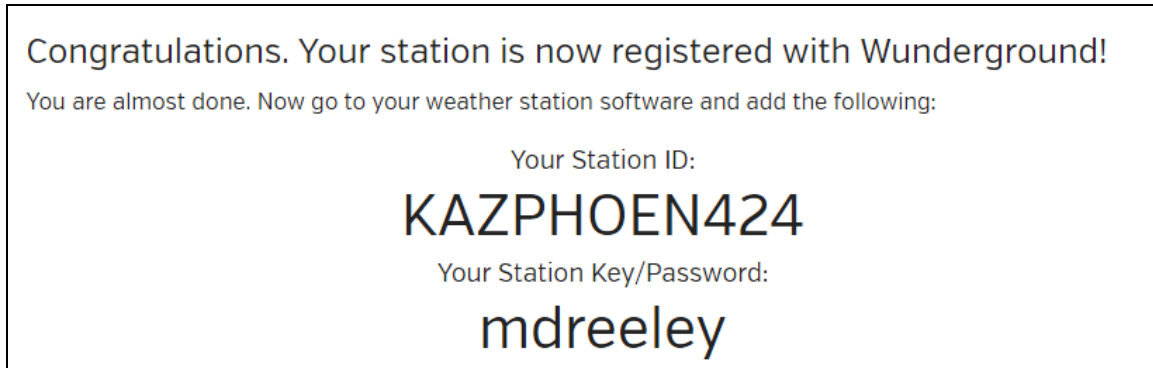 Congratulations. Your station is now registered with Wunderground!
You are almost done. Now go to your weather station software and add the following:
Your Station ID:
KAZPHOEN424
Your Station Key/Password:
mdreeley